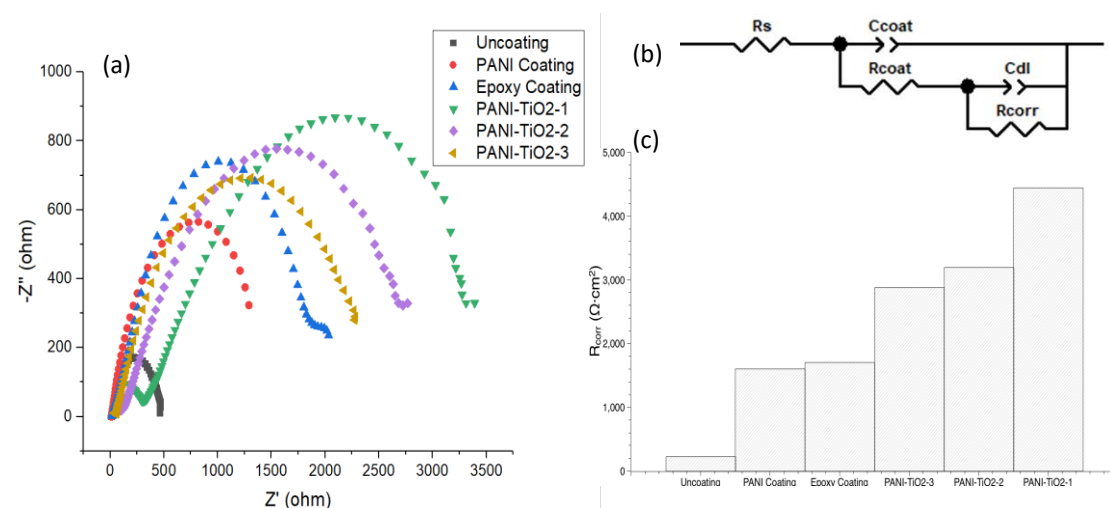 (a)
Uncoating
PANI Coating
Epoxy Coating
PANI-TiO2-1
PANI-TiO2-2
PANI-TiO2-3
1000
800
600
400
200
0
-Z'' (ohm)
0
500
1000
1500
2000
2500
3000
3500
Z' (ohm)
(b)
Rs
Ccoat
Rcoat
Cdl
Rcorr
(c)
5,000
4,000
3,000
2,000
1,000
0
Rcorr (Ω·cm²)
Uncoating
PANI Coating
Epoxy Coating
PANI-TiO2-3
PANI-TiO2-2
PANI-TiO2-1